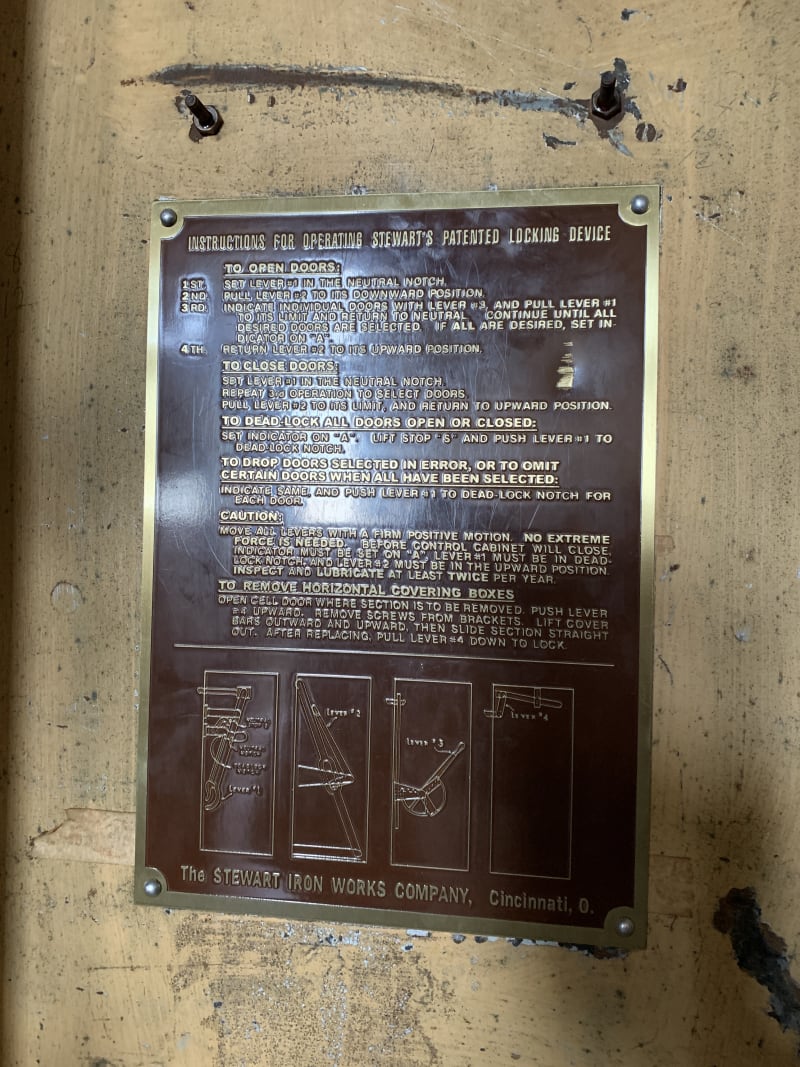 INSTRUCTIONS FOR OPERATING STEWART'S PATENTED LOCKING DEVICE
TO OPEN DOORS:
1ST. SET LEVER #1 IN THE NEUTRAL NOTCH.
2ND. PULL LEVER #2 TO ITS DOWNWARD POSITION.
3RD. INDICATE INDIVIDUAL DOORS WITH LEVER #3, AND PULL LEVER #1
TO ITS LIMIT AND RETURN TO NEUTRAL. CONTINUE UNTIL ALL
DESIRED DOORS ARE SELECTED. IF ALL ARE DESIRED, SET IN-
DICATOR ON "A".
4TH. RETURN LEVER #2 TO ITS UPWARD POSITION.
TO CLOSE DOORS:
SET LEVER #1 IN THE NEUTRAL NOTCH.
REPEAT 3rd OPERATION TO SELECT DOORS.
PULL LEVER #2 TO ITS LIMIT, AND RETURN TO UPWARD POSITION.
TO DEAD-LOCK ALL DOORS OPEN OR CLOSED:
SET INDICATOR ON "A". LIFT STOP "S" AND PUSH LEVER #1 TO
DEAD-LOCK NOTCH.
TO DROP DOORS SELECTED IN ERROR, OR TO OMIT
CERTAIN DOORS WHEN ALL HAVE BEEN SELECTED:
INDICATE SAME, AND PUSH LEVER #1 TO DEAD-LOCK NOTCH FOR
EACH DOOR.
CAUTION:
MOVE ALL LEVERS WITH A FIRM POSITIVE MOTION. NO EXTREME
FORCE IS NEEDED. BEFORE CONTROL CABINET WILL CLOSE,
INDICATOR MUST BE SET ON "A", LEVER #1 MUST BE IN DEAD-
LOCK NOTCH, AND LEVER #2 MUST BE IN THE UPWARD POSITION.
INSPECT AND LUBRICATE AT LEAST TWICE PER YEAR.
TO REMOVE HORIZONTAL COVERING BOXES
OPEN CELL DOOR WHERE SECTION IS TO BE REMOVED. PUSH LEVER
#4 UPWARD. REMOVE SCREWS FROM BRACKETS. LIFT COVER
BARS OUTWARD AND UPWARD, THEN SLIDE SECTION STRAIGHT
OUT. AFTER REPLACING, PULL LEVER #4 DOWN TO LOCK.
LEVER #2
LEVER #3
LEVER #4
LEVER #1
The STEWART IRON WORKS COMPANY, Cincinnati, O.